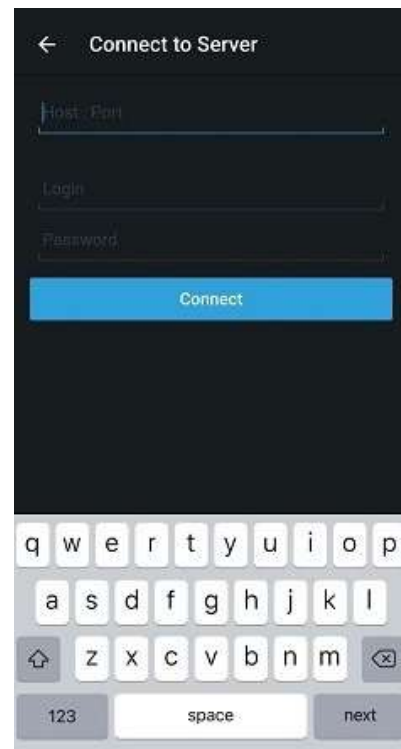 Connect to Server
Host : Port
Login
Password
Connect
q w e r t y u i o p
a s d f g h j k l
z x c v b n m
123 space next